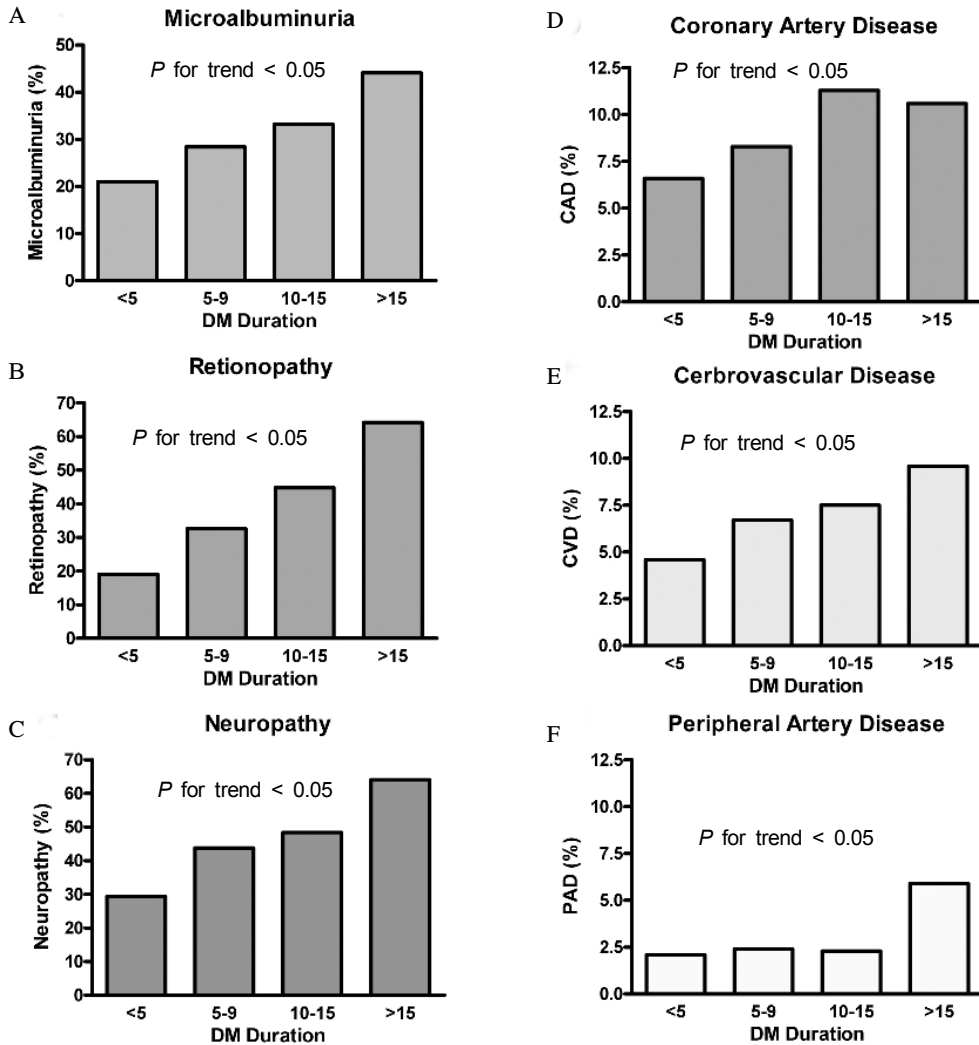 A
Microalbuminuria
P for trend < 0.05
Microalbuminuria (%)
50
40
30
20
10
0
<5 5-9 10-15 >15
DM Duration
B
Retionopathy
P for trend < 0.05
Retinopathy (%)
70
60
50
40
30
20
10
0
<5 5-9 10-15 >15
DM Duration
C
Neuropathy
P for trend < 0.05
Neuropathy (%)
70
60
50
40
30
20
10
0
<5 5-9 10-15 >15
DM Duration
D
Coronary Artery Disease
P for trend < 0.05
CAD (%)
12.5
10.0
7.5
5.0
2.5
0.0
<5 5-9 10-15 >15
DM Duration
E
Cerbrovascular Disease
P for trend < 0.05
CVD (%)
12.5
10.0
7.5
5.0
2.5
0.0
<5 5-9 10-15 >15
DM Duration
F
Peripheral Artery Disease
P for trend < 0.05
PAD (%)
12.5
10.0
7.5
5.0
2.5
0.0
<5 5-9 10-15 >15
DM Duration